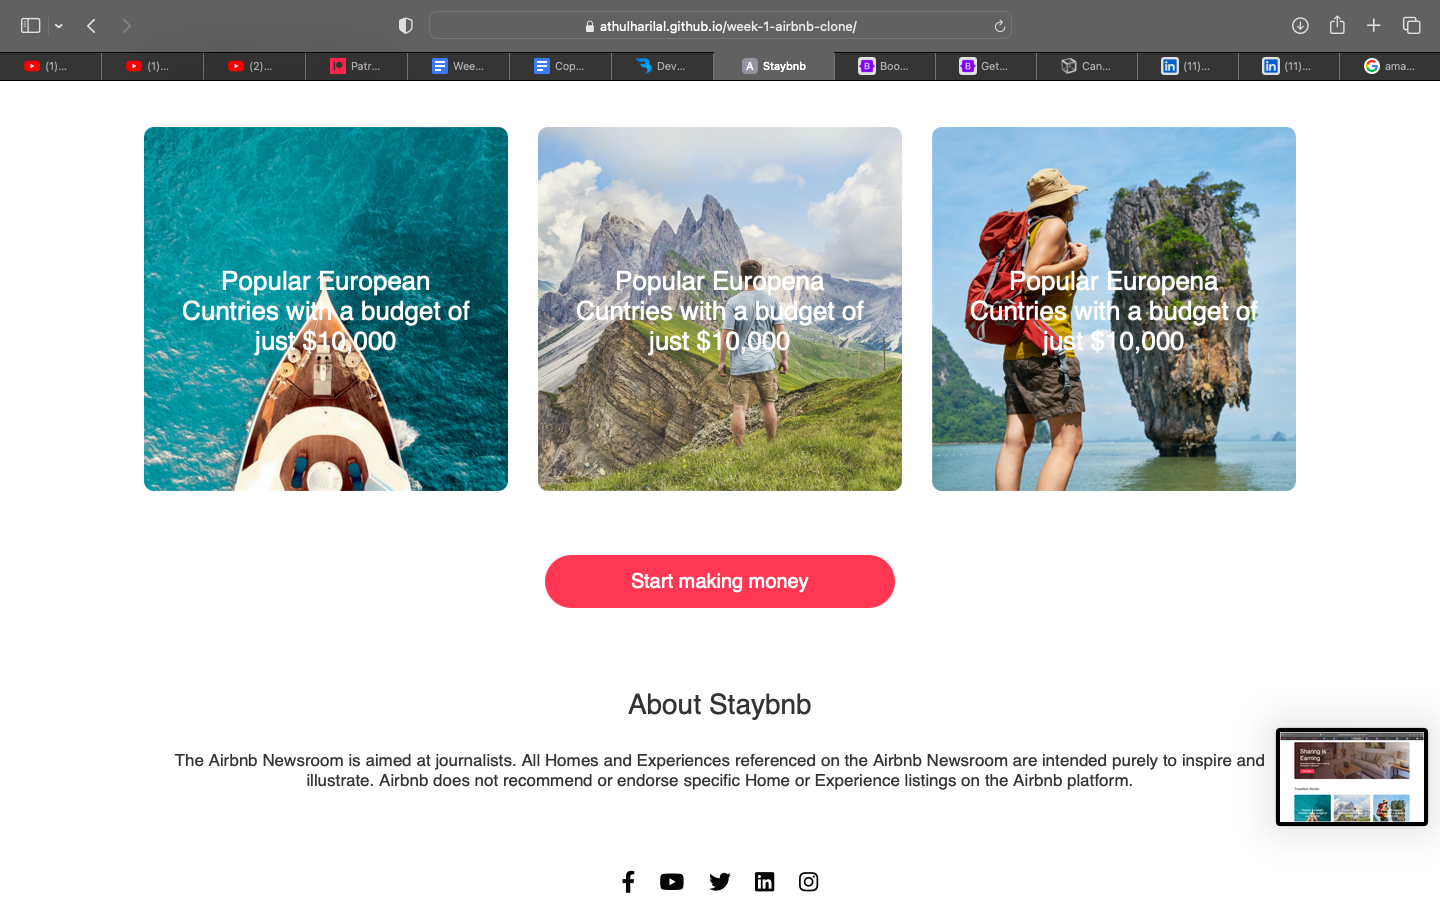 athulharilal.github.io/week-1-airbnb-clone/
(1)...
(1)...
(2)...
Patr...
Wee...
Cop...
Dev...
A Staybnb
B Boo...
B Get...
Can...
in (11)...
in (11)...
G ama...
Popular European
Cuntries with a budget of
just $10,000
Popular Europena
Cuntries with a budget of
just $10,000
Popular Europena
Cuntries with a budget of
just $10,000
Start making money
About Staybnb
The Airbnb Newsroom is aimed at journalists. All Homes and Experiences referenced on the Airbnb Newsroom are intended purely to inspire and
illustrate. Airbnb does not recommend or endorse specific Home or Experience listings on the Airbnb platform.
Sharing Is
Earning
Travellers Stories